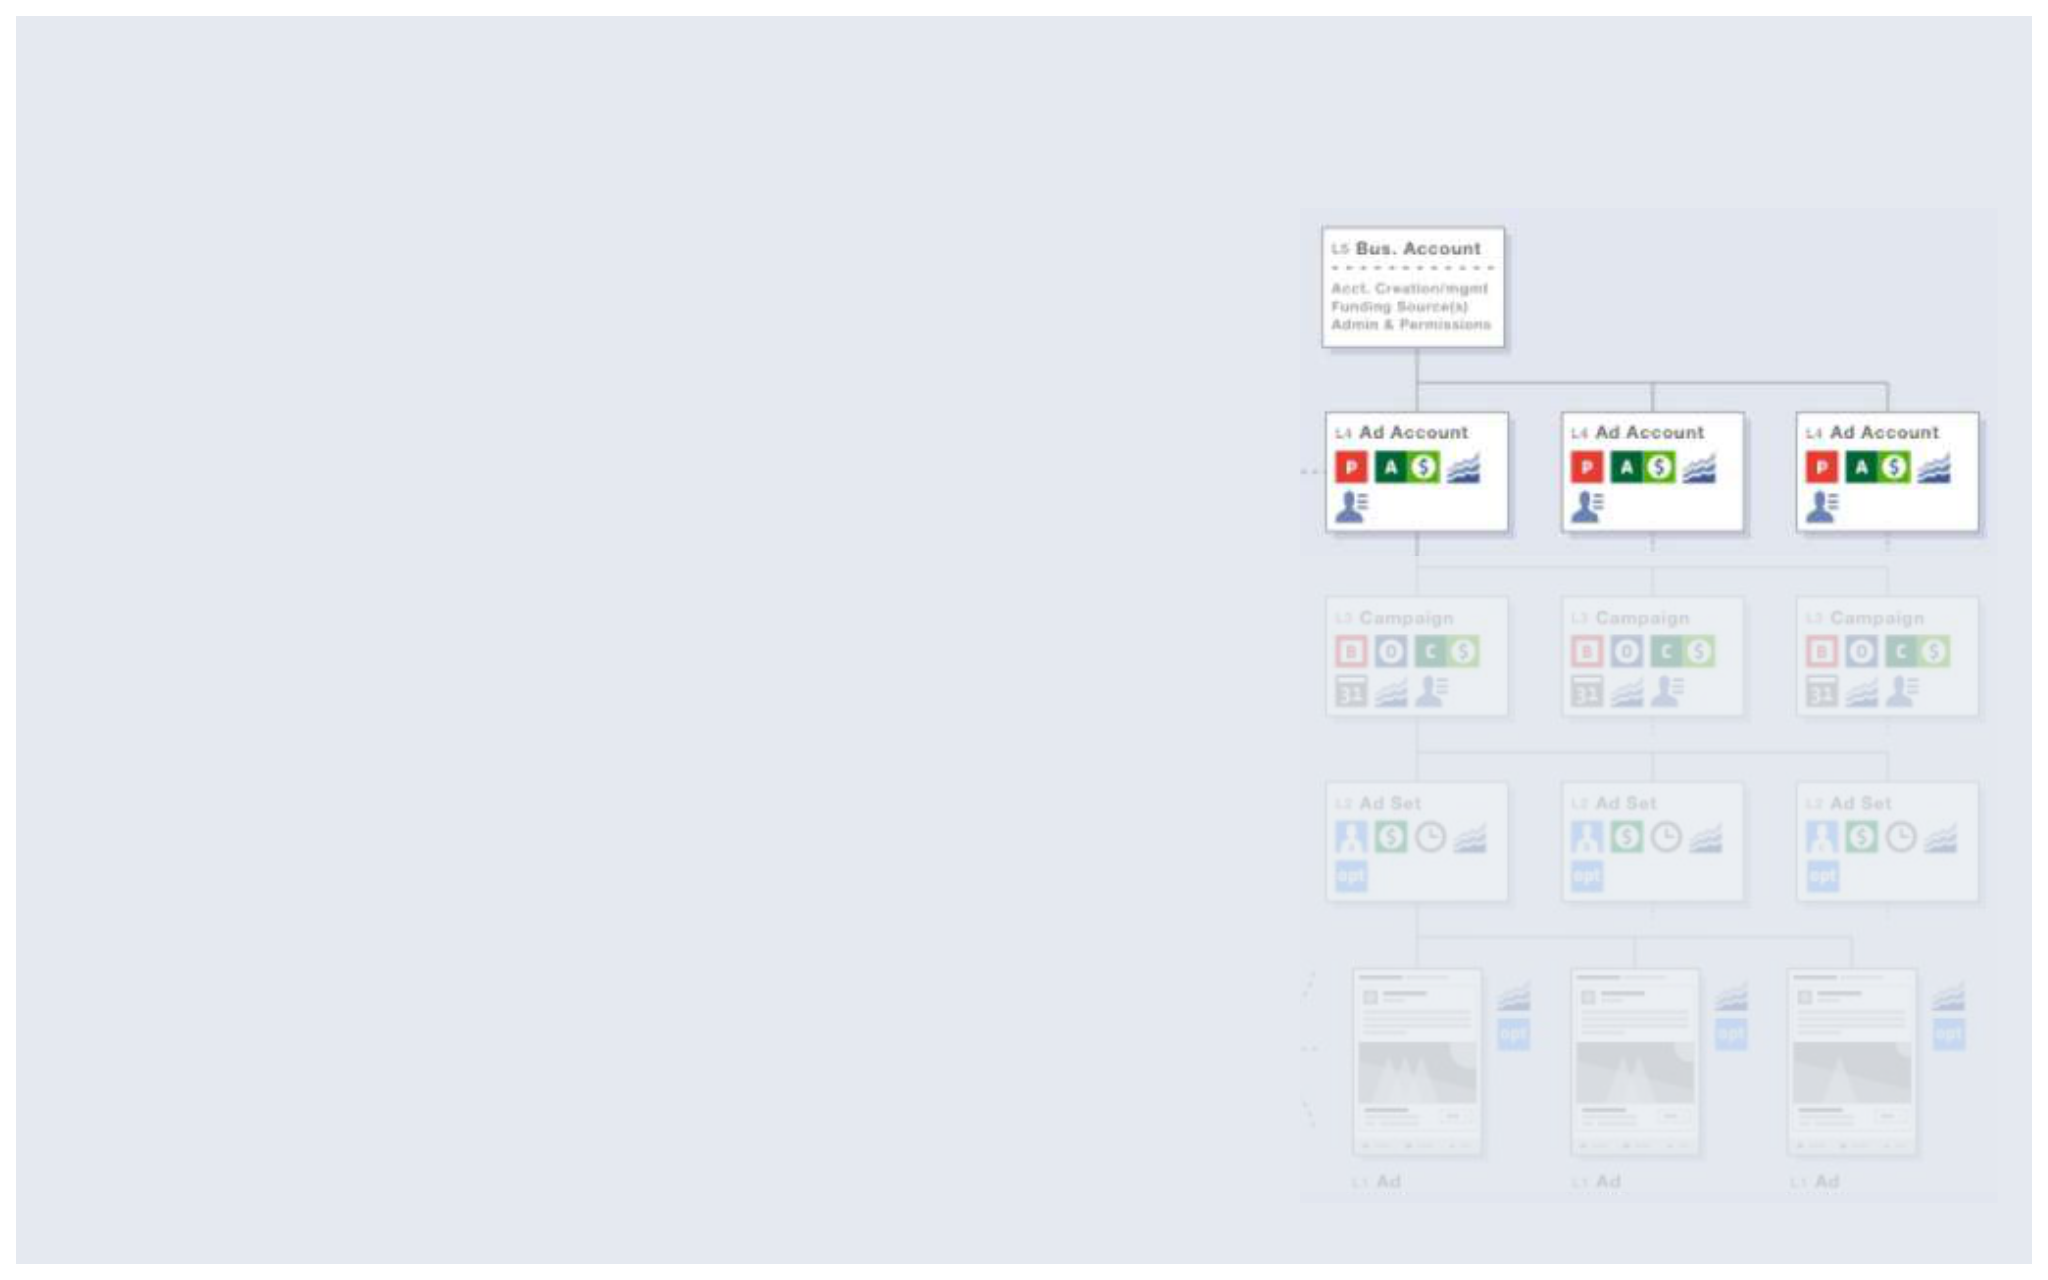 L5 Bus. Account
Acct. Creation/mgmt
Funding Source(s)
Admin & Permissions
L4 Ad Account
P A $
L4 Ad Account
P A $
L4 Ad Account
P A $
L3 Campaign
B O C $
31
L3 Campaign
B O C $
31
L3 Campaign
B O C $
31
L2 Ad Set
$
opt
L2 Ad Set
$
opt
L2 Ad Set
$
opt
opt
opt
opt
L1 Ad
L1 Ad
L1 Ad